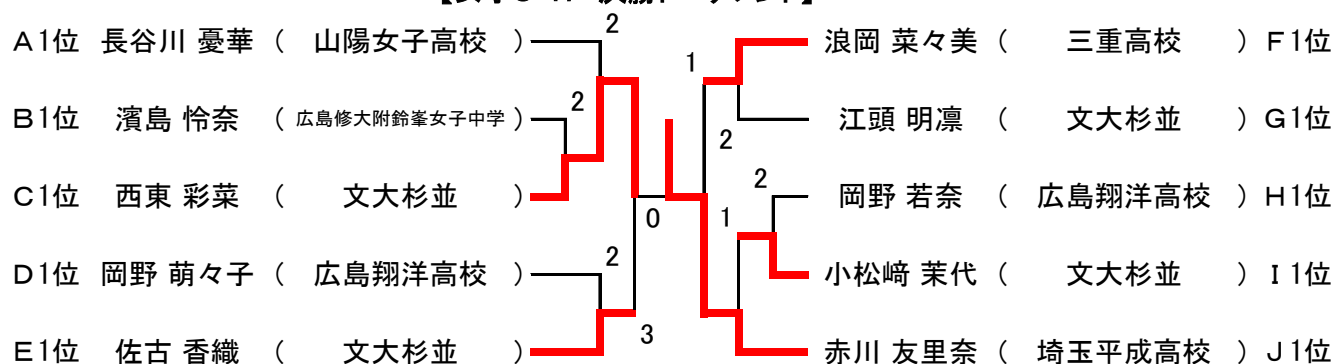 A1位 長谷川 憂華 ( 山陽女子高校 ) 2 浪岡 菜々美 ( 三重高校 ) F1位
1
B1位 濱島 怜奈 ( 広島修大附鈴峯女子中学 ) 2 江頭 明凛 ( 文大杉並 ) G1位
2
C1位 西東 彩菜 ( 文大杉並 ) 2 岡野 若奈 ( 広島翔洋高校 ) H1位
0 1
D1位 岡野 萌々子 ( 広島翔洋高校 ) 2 小松﨑 茉代 ( 文大杉並 ) I1位
3
E1位 佐古 香織 ( 文大杉並 ) 赤川 友里奈 ( 埼玉平成高校 ) J1位